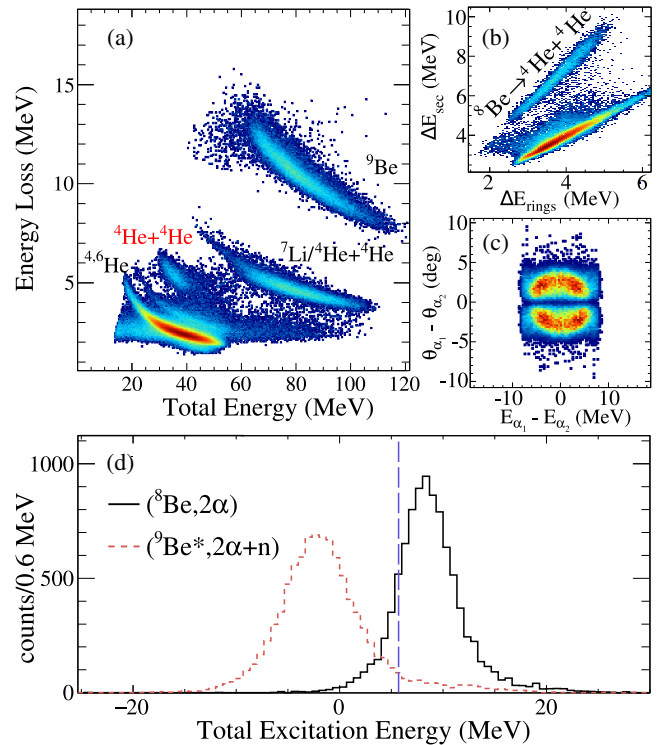 (a)
Energy Loss (MeV)
15
10
5
⁹Be
⁴He+⁴He
⁴,⁶He
⁷Li/⁴He+⁴He
20 40 60 80 100 120
Total Energy (MeV)
(b)
ΔE_sec (MeV)
10
8
6
4
⁸Be→⁴He+⁴He
2 4 6
ΔE_rings (MeV)
(c)
θ_α₁ - θ_α₂ (deg)
10
5
0
-5
-10
-10 0 10
E_α₁ - E_α₂ (MeV)
(d)
counts/0.6 MeV
1000
500
0
(⁸Be,2α)
(⁹Be*,2α+n)
-20 0 20
Total Excitation Energy (MeV)